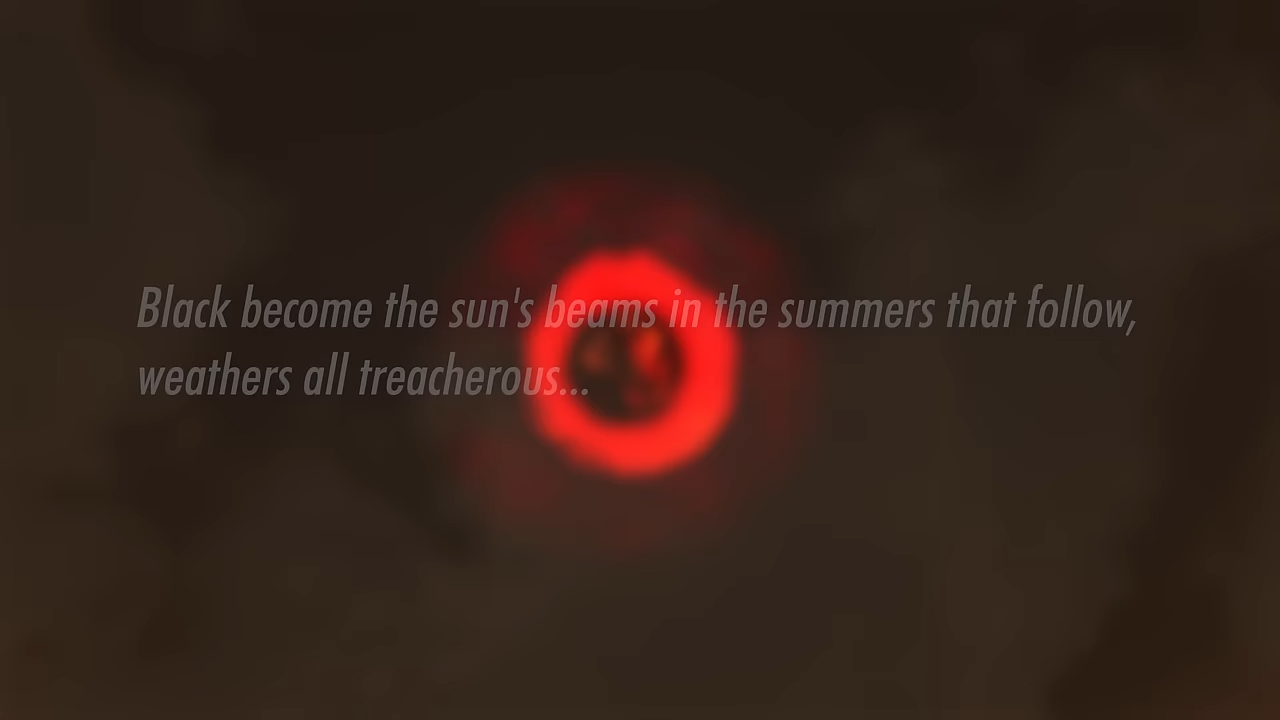 Black become the sun's beams in the summers that follow,
weathers all treacherous...